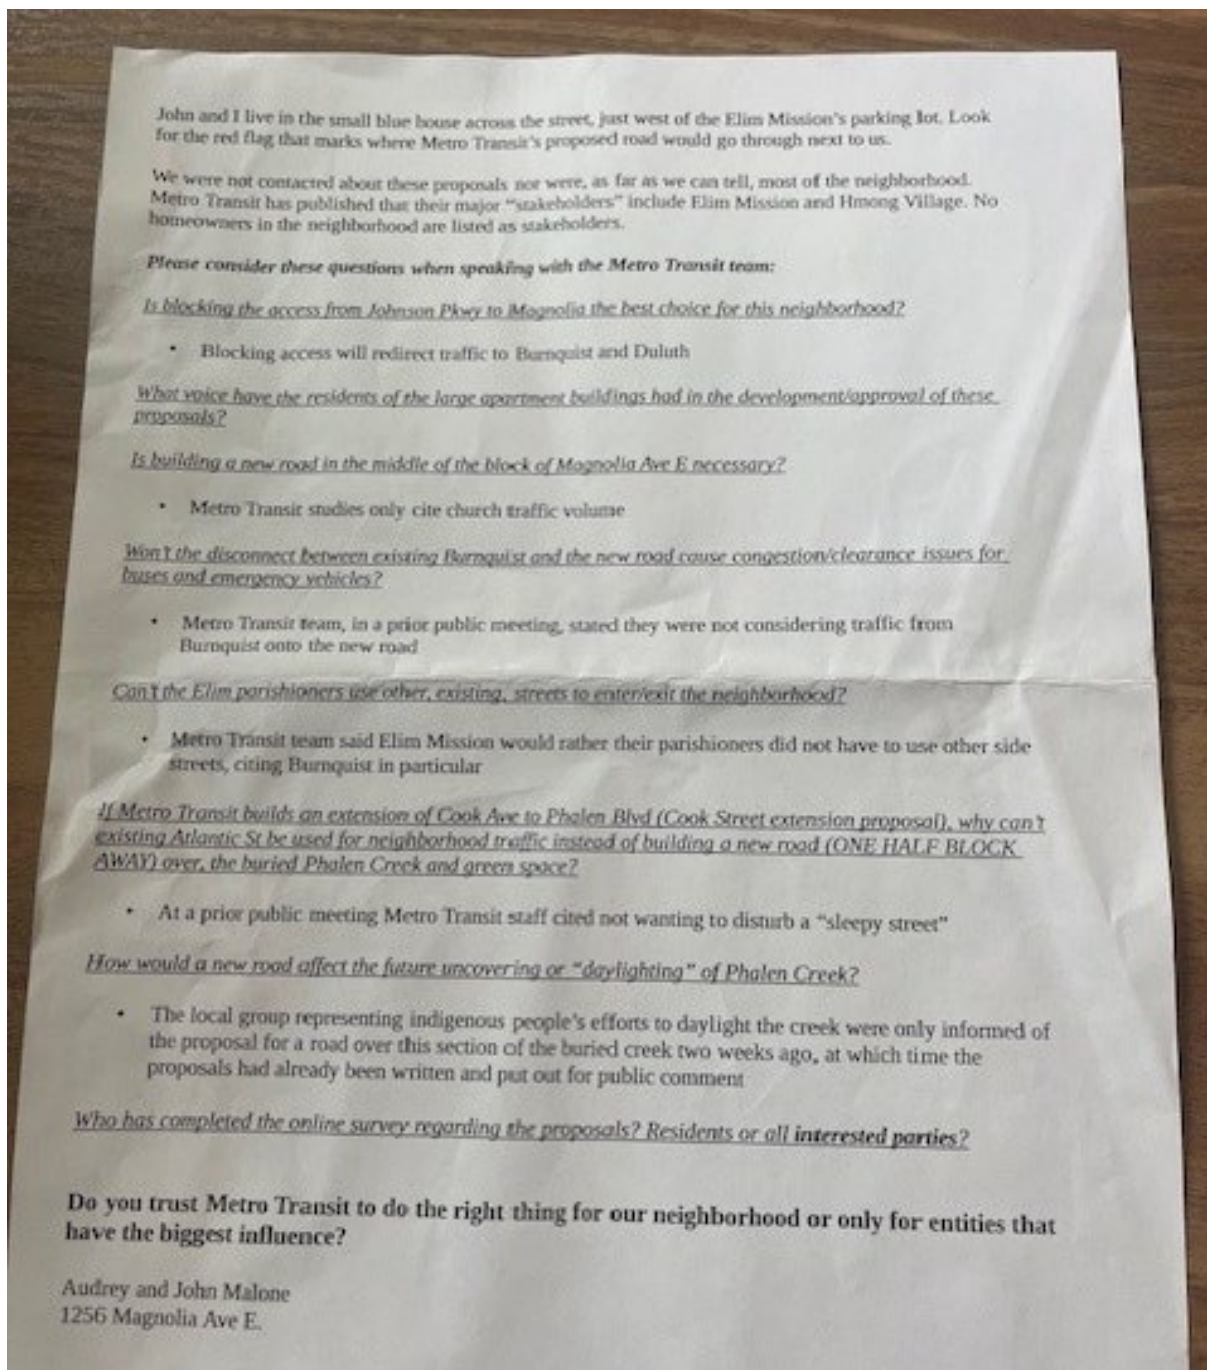 John and I live in the small blue house across the street, just west of the Elim Mission's parking lot. Look
for the red flag that marks where Metro Transit's proposed road would go through next to us.
We were not contacted about these proposals nor were, as far as we can tell, most of the neighborhood.
Metro Transit has published that their major “stakeholders” include Elim Mission and Hmong Village. No
homeowners in the neighborhood are listed as stakeholders.
Please consider these questions when speaking with the Metro Transit team:
Is blocking the access from Johnson Pkwy to Magnolia the best choice for this neighborhood?
• Blocking access will redirect traffic to Burnquist and Duluth
What voice have the residents of the large apartment buildings had in the development/approval of these
proposals?
Is building a new road in the middle of the block of Magnolia Ave E necessary?
• Metro Transit studies only cite church traffic volume
Won't the disconnect between existing Burnquist and the new road cause congestion/clearance issues for
buses and emergency vehicles?
• Metro Transit team, in a prior public meeting, stated they were not considering traffic from
Burnquist onto the new road
Can't the Elim parishioners use other, existing, streets to enter/exit the neighborhood?
• Metro Transit team said Elim Mission would rather their parishioners did not have to use other side
streets, citing Burnquist in particular
If Metro Transit builds an extension of Cook Ave to Phalen Blvd (Cook Street extension proposal), why can't
existing Atlantic St be used for neighborhood traffic instead of building a new road (ONE HALF BLOCK
AWAY) over, the buried Phalen Creek and green space?
• At a prior public meeting Metro Transit staff cited not wanting to disturb a “sleepy street”
How would a new road affect the future uncovering or “daylighting” of Phalen Creek?
• The local group representing indigenous people's efforts to daylight the creek were only informed of
the proposal for a road over this section of the buried creek two weeks ago, at which time the
proposals had already been written and put out for public comment
Who has completed the online survey regarding the proposals? Residents or all interested parties?
Do you trust Metro Transit to do the right thing for our neighborhood or only for entities that
have the biggest influence?
Audrey and John Malone
1256 Magnolia Ave E.